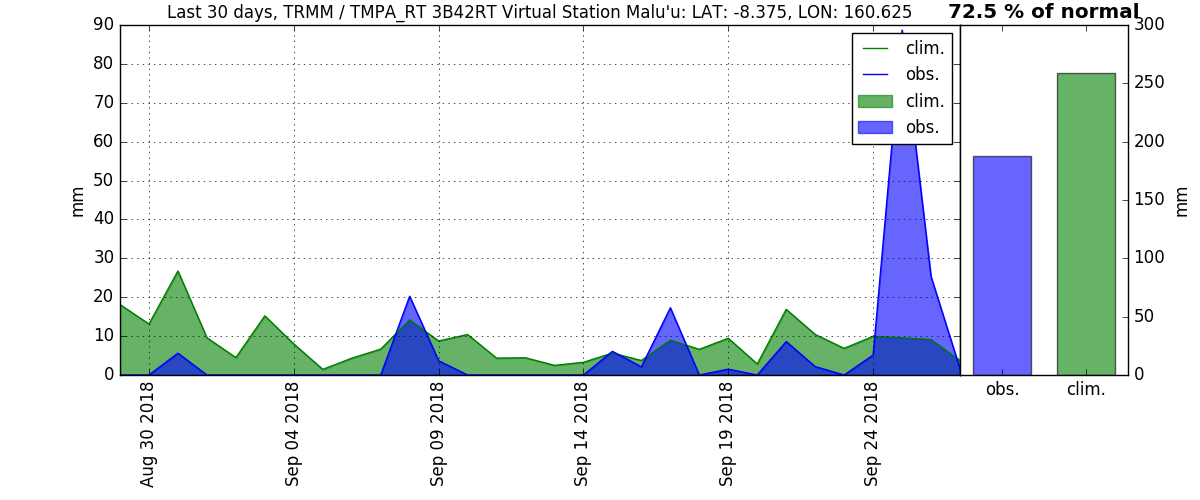 Last 30 days, TRMM / TMPA_RT 3B42RT Virtual Station Malu'u: LAT: -8.375, LON: 160.625
72.5 % of normal
90
80
70
60
50
40
30
20
10
0
mm
clim.
obs.
clim.
obs.
Aug 30 2018
Sep 04 2018
Sep 09 2018
Sep 14 2018
Sep 19 2018
Sep 24 2018
300
250
200
150
100
50
0
mm
obs.
clim.